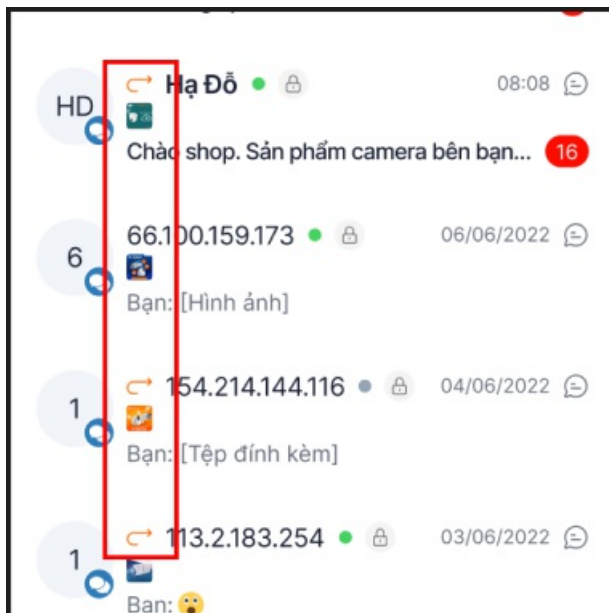 HD
Hạ Đỗ
08:08
Chào shop. Sản phẩm camera bên bạn...
16
6
66.100.159.173
06/06/2022
Bạn: [Hình ảnh]
1
154.214.144.116
04/06/2022
Bạn: [Tệp đính kèm]
1
113.2.183.254
03/06/2022
Bạn: 😮